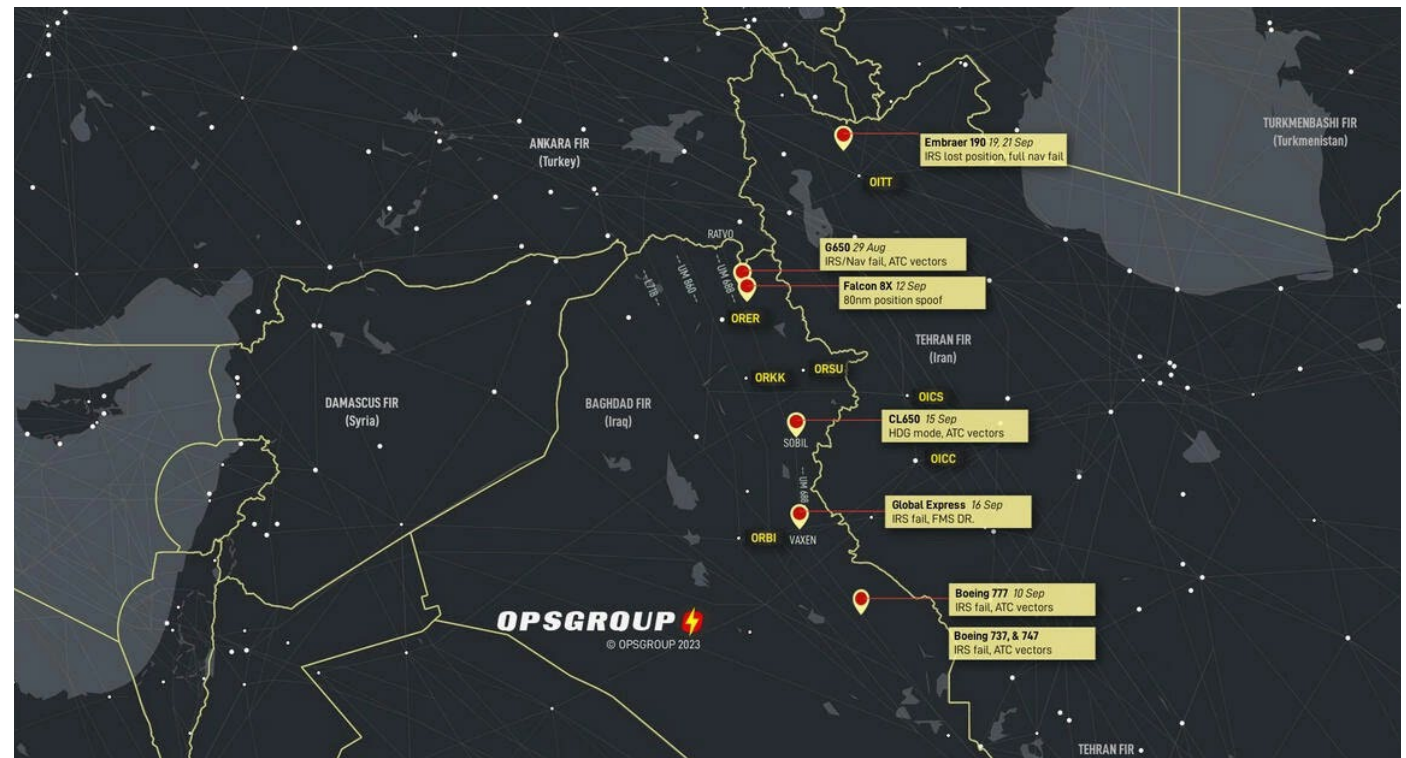 TURKMENBASHI FIR
(Turkmenistan)
ANKARA FIR
(Turkey)
Embraer 190 19, 21 Sep
IRS lost position, full nav fail
OITT
RATVO
G650 29 Aug
IRS/Nav fail, ATC vectors
-- UM 860 --
-- UM 688 --
Falcon 8X 12 Sep
80nm position spoof
ORER
TEHRAN FIR
(Iran)
ORSU
ORKK
OICS
DAMASCUS FIR
(Syria)
BAGHDAD FIR
(Iraq)
CL650 15 Sep
HDG mode, ATC vectors
SOBIL
OICC
-- UM 688
Global Express 16 Sep
IRS fail, FMS DR.
ORBI
VAXEN
Boeing 777 10 Sep
IRS fail, ATC vectors
Boeing 737, & 747
IRS fail, ATC vectors
OPSGROUP
© OPSGROUP 2023
TEHRAN FIR